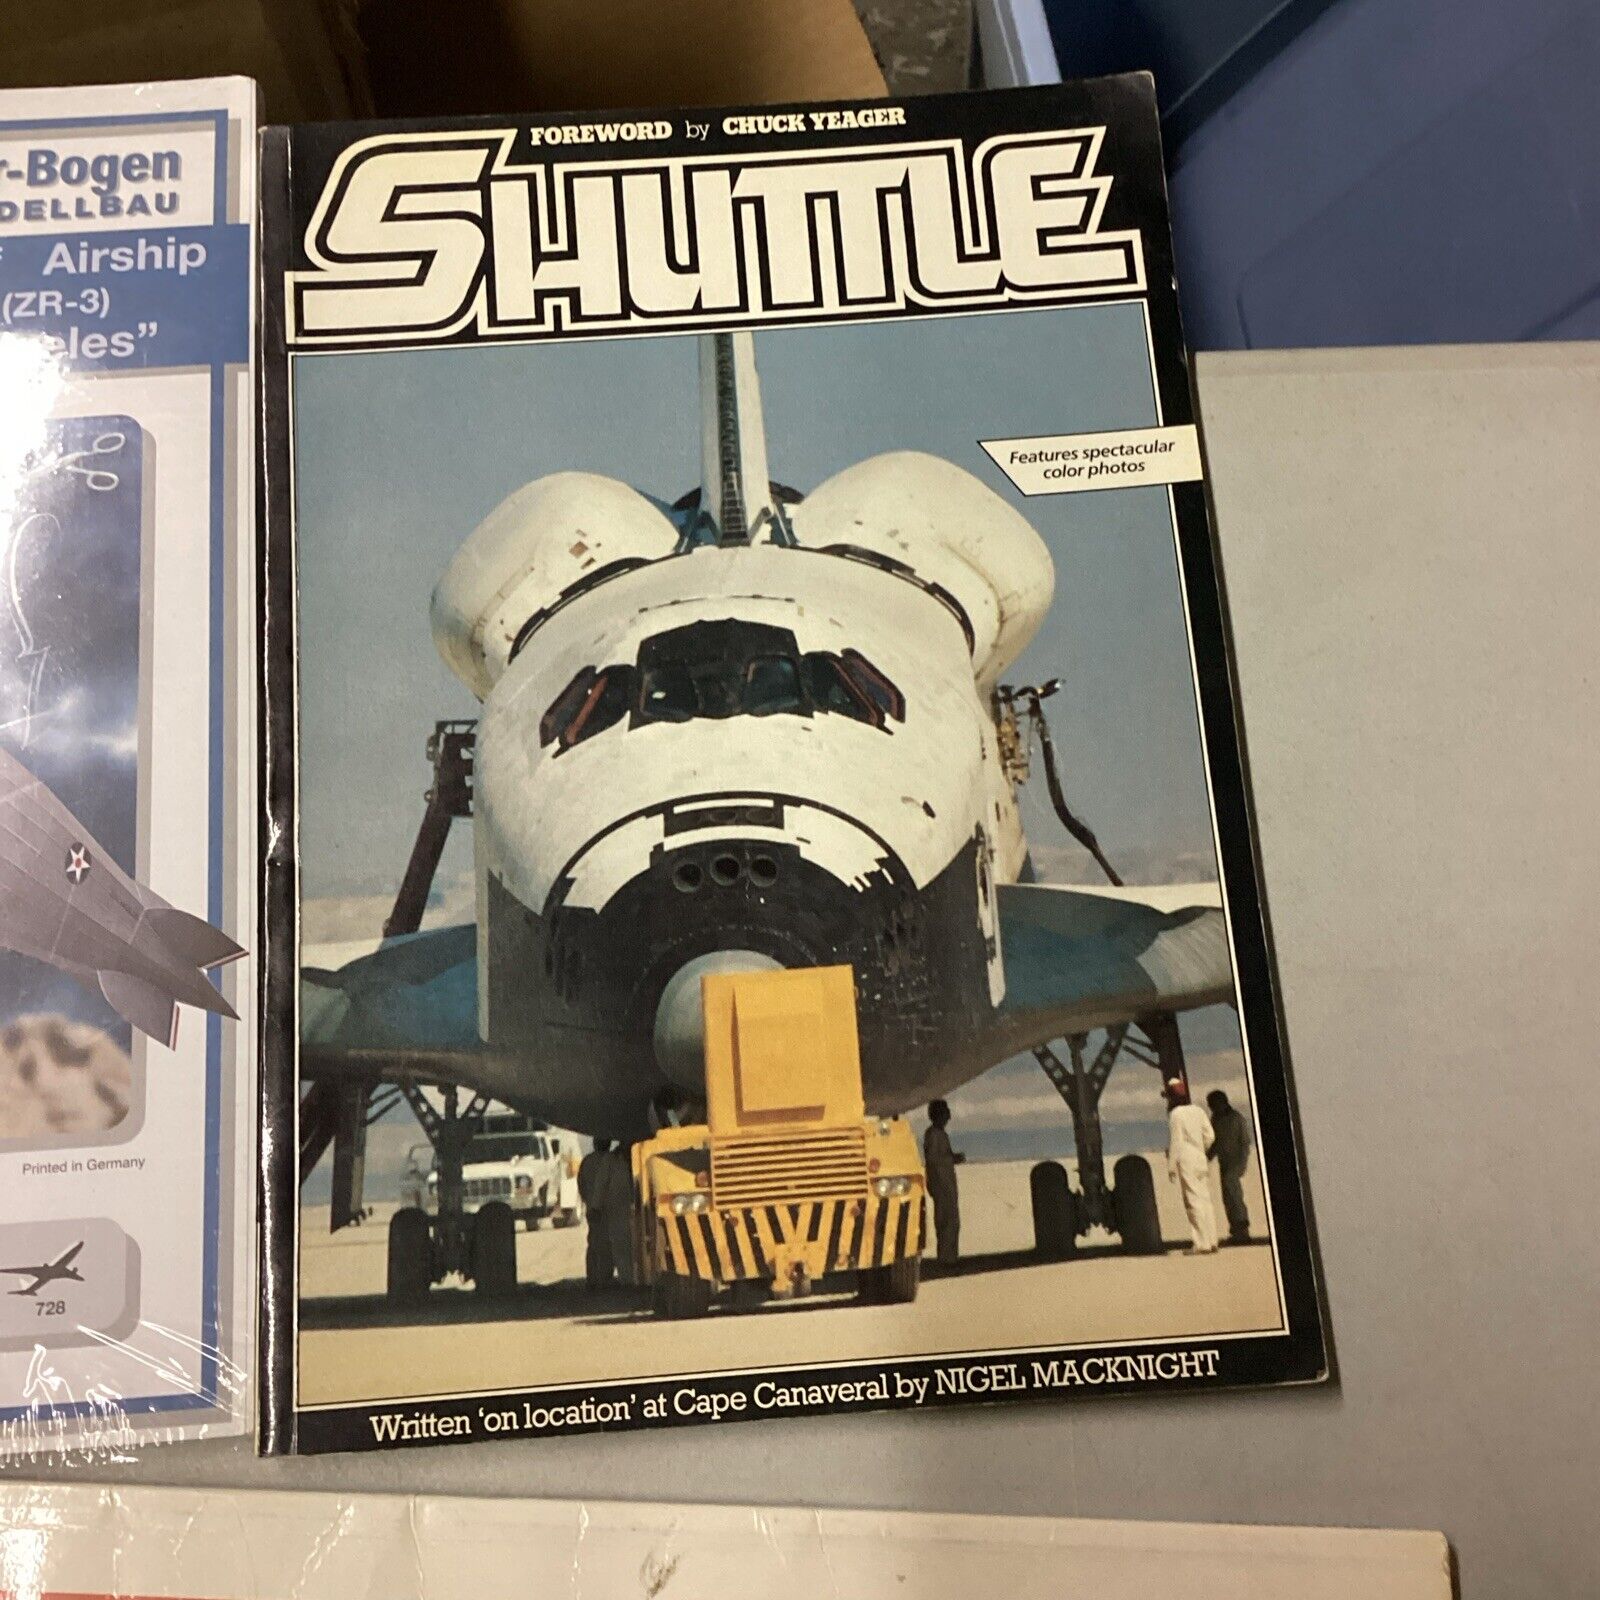 FOREWORD by CHUCK YEAGER
SHUTTLE
Features spectacular
color photos
Written 'on location' at Cape Canaveral by NIGEL MACKNIGHT
r-Bogen
DELLBAU
Airship
(ZR-3)
eles”
Printed in Germany
728